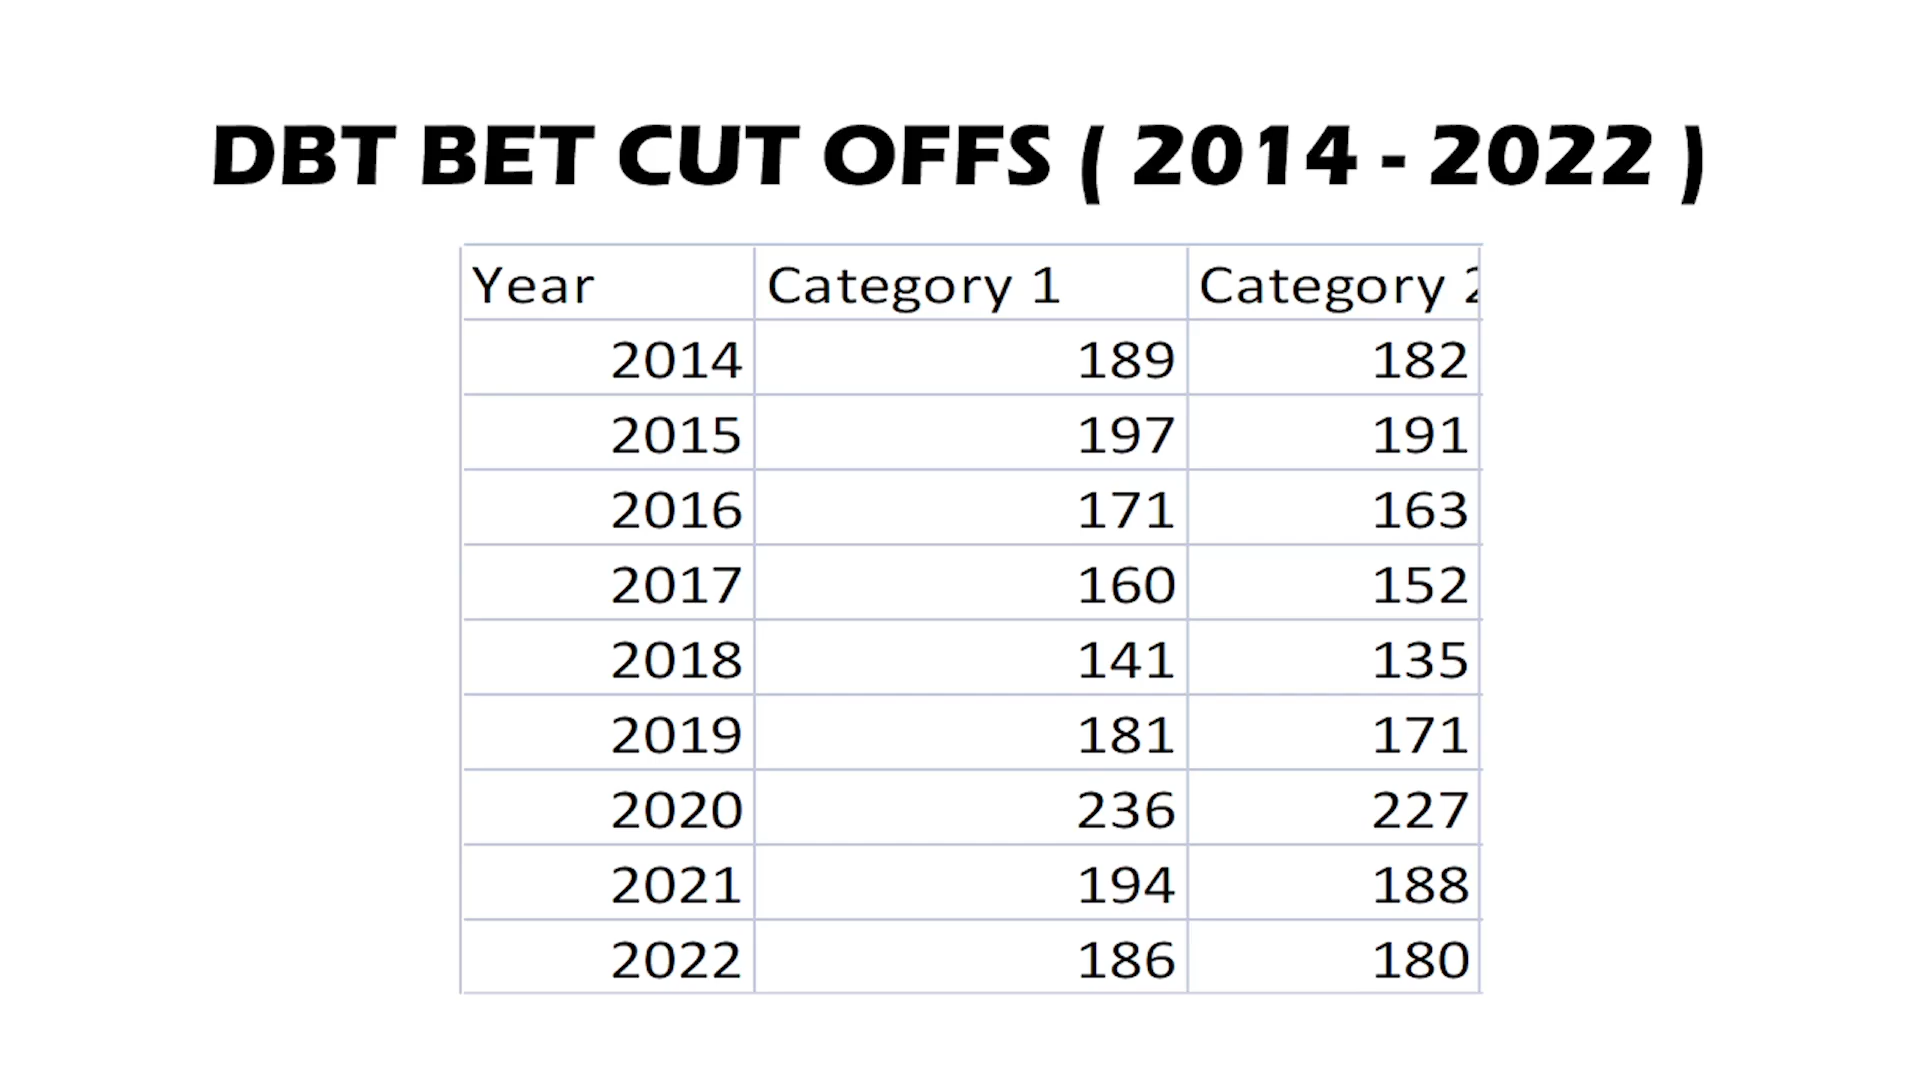 DBT BET CUT OFFS ( 2014 - 2022 )
Year Category 1 Category 2
2014 189 182
2015 197 191
2016 171 163
2017 160 152
2018 141 135
2019 181 171
2020 236 227
2021 194 188
2022 186 180